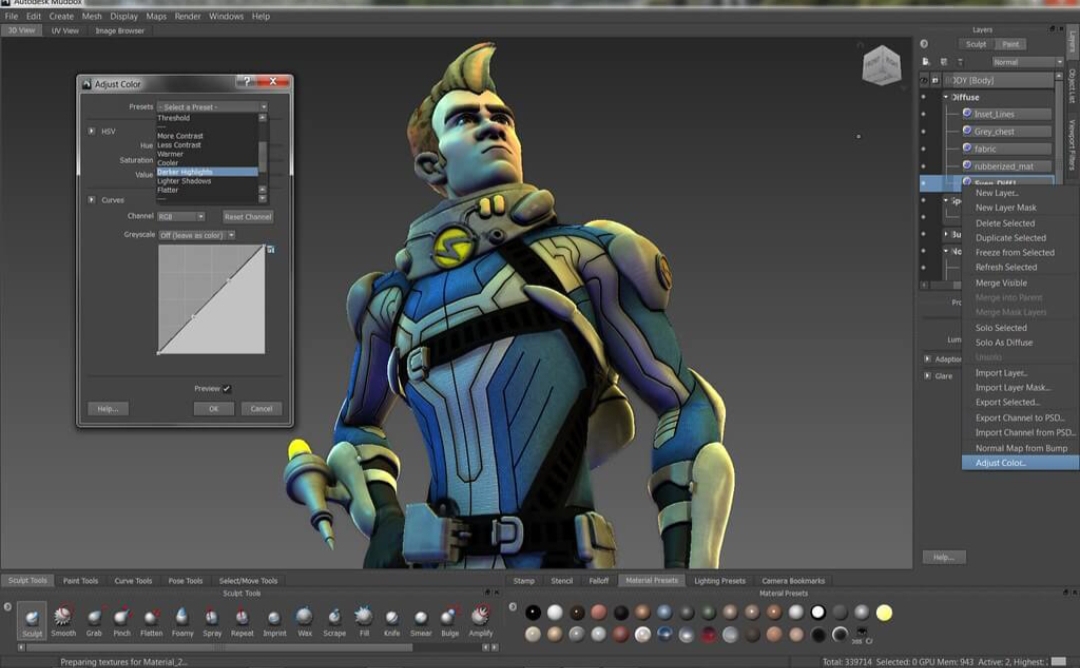 Autodesk Mudbox
File Edit Create Mesh Display Maps Render Windows Help
3D View UV View Image Browser
Layers
Sculpt Paint
Normal
[Body]
Diffuse
Inset_Lines
Grey_chest
fabric
rubberized_mat
Layers
Object List
Viewport Filters
Adjust Color
Presets - Select a Preset -
Threshold
---
More Contrast
Less Contrast
Warmer
Cooler
Darker Highlights
Lighter Shadows
Flatter
---
HSV
Hue
Saturation
Value
Curves
Channel RGB Reset Channel
Greyscale Off (leave as color)
Preview
Help... OK Cancel
FRONT
New Layer...
New Layer Mask
Delete Selected
Duplicate Selected
Freeze from Selected
Refresh Selected
Merge Visible
Merge into Parent
Merge Mask Layers
Solo Selected
Solo As Diffuse
Unsolo
Import Layer...
Import Layer Mask...
Export Selected...
Export Channel to PSD...
Import Channel from PSD...
Normal Map from Bump
Adjust Color...
Glare
Help...
Sculpt Tools Paint Tools Curve Tools Pose Tools Select/Move Tools
Sculpt Tools
Sculpt Smooth Grab Pinch Flatten Foamy Spray Repeat Imprint Wax Scrape Fill Knife Smear Bulge Amplify
Stamp Stencil Falloff Material Presets Lighting Presets Camera Bookmarks
Material Presets
Preparing textures for Material_2...
Total: 339714 Selected: 0 GPU Mem: 943 Active: 2, Highest: